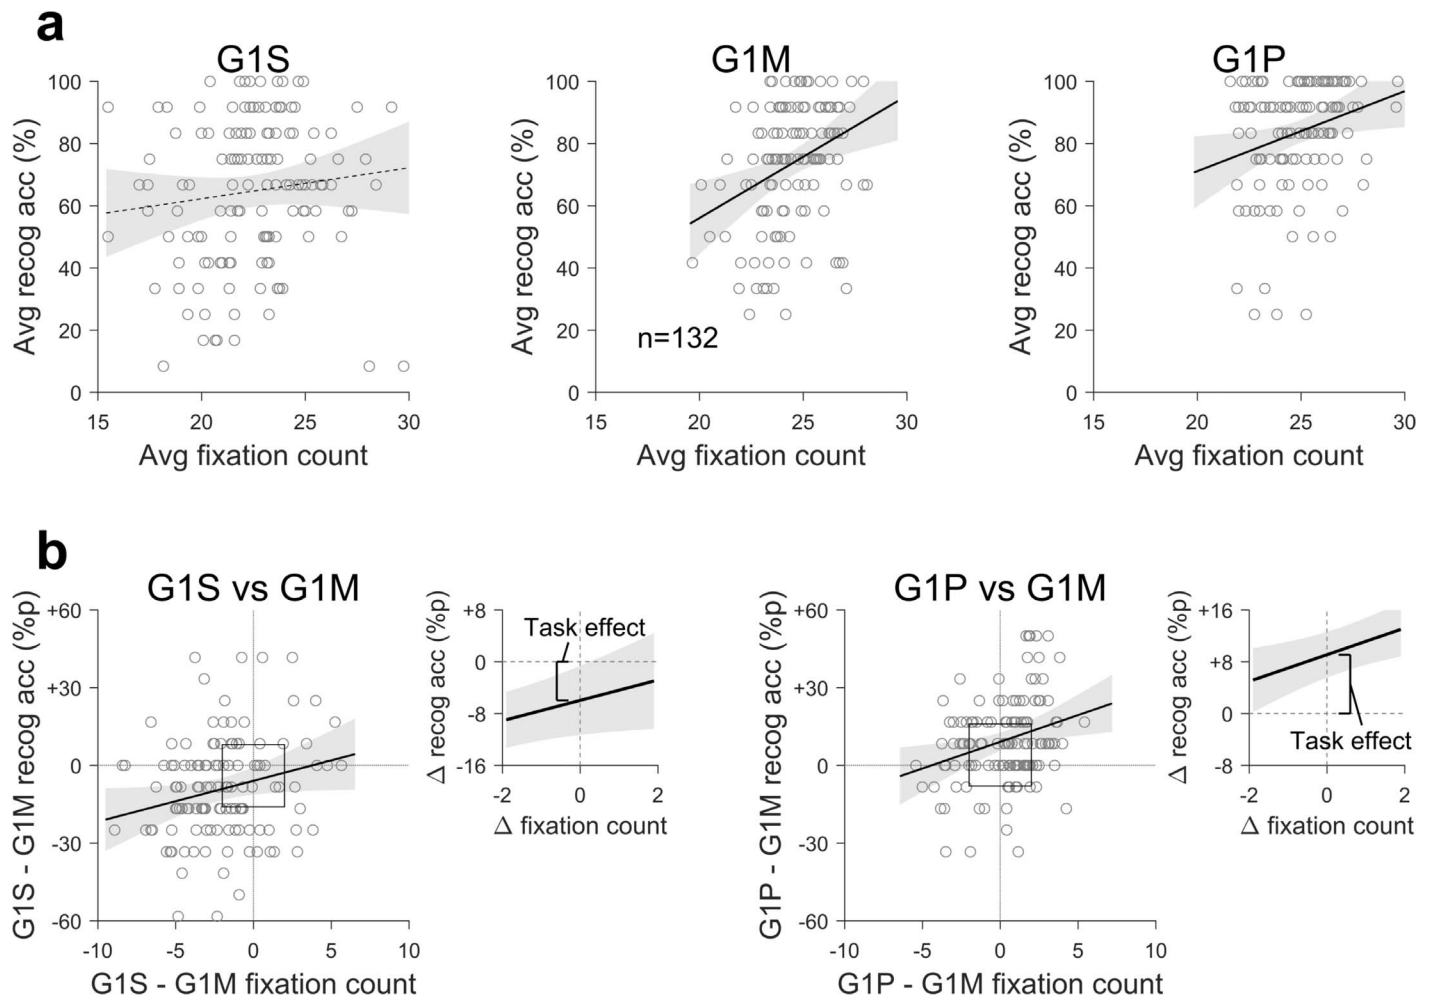 a
G1S
G1M
G1P
100
80
60
40
20
0
15
20
25
30
Avg recog acc (%)
Avg fixation count
100
80
60
40
20
0
15
20
25
30
n=132
Avg recog acc (%)
Avg fixation count
100
80
60
40
20
0
15
20
25
30
Avg recog acc (%)
Avg fixation count
b
G1S vs G1M
+60
+30
0
-30
-60
-10
-5
0
5
10
G1S - G1M recog acc (%p)
G1S - G1M fixation count
Task effect
+8
0
-8
-16
-2
0
2
Δ recog acc (%p)
Δ fixation count
G1P vs G1M
+60
+30
0
-30
-60
-10
-5
0
5
10
G1P - G1M recog acc (%p)
G1P - G1M fixation count
+16
+8
0
-8
Task effect
-2
0
2
Δ recog acc (%p)
Δ fixation count